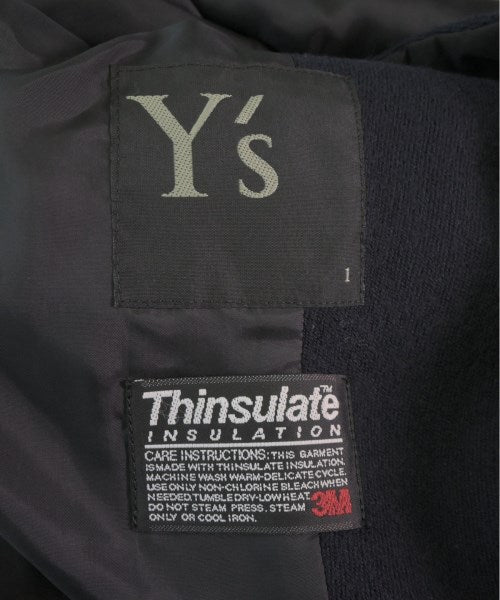 Y's
1
Thinsulate™
INSULATION
CARE INSTRUCTIONS: THIS GARMENT
IS MADE WITH THINSULATE INSULATION.
MACHINE WASH WARM-DELICATE CYCLE.
USE ONLY NON-CHLORINE BLEACH WHEN
NEEDED. TUMBLE DRY-LOW HEAT.
DO NOT STEAM PRESS. STEAM
ONLY OR COOL IRON.
3M